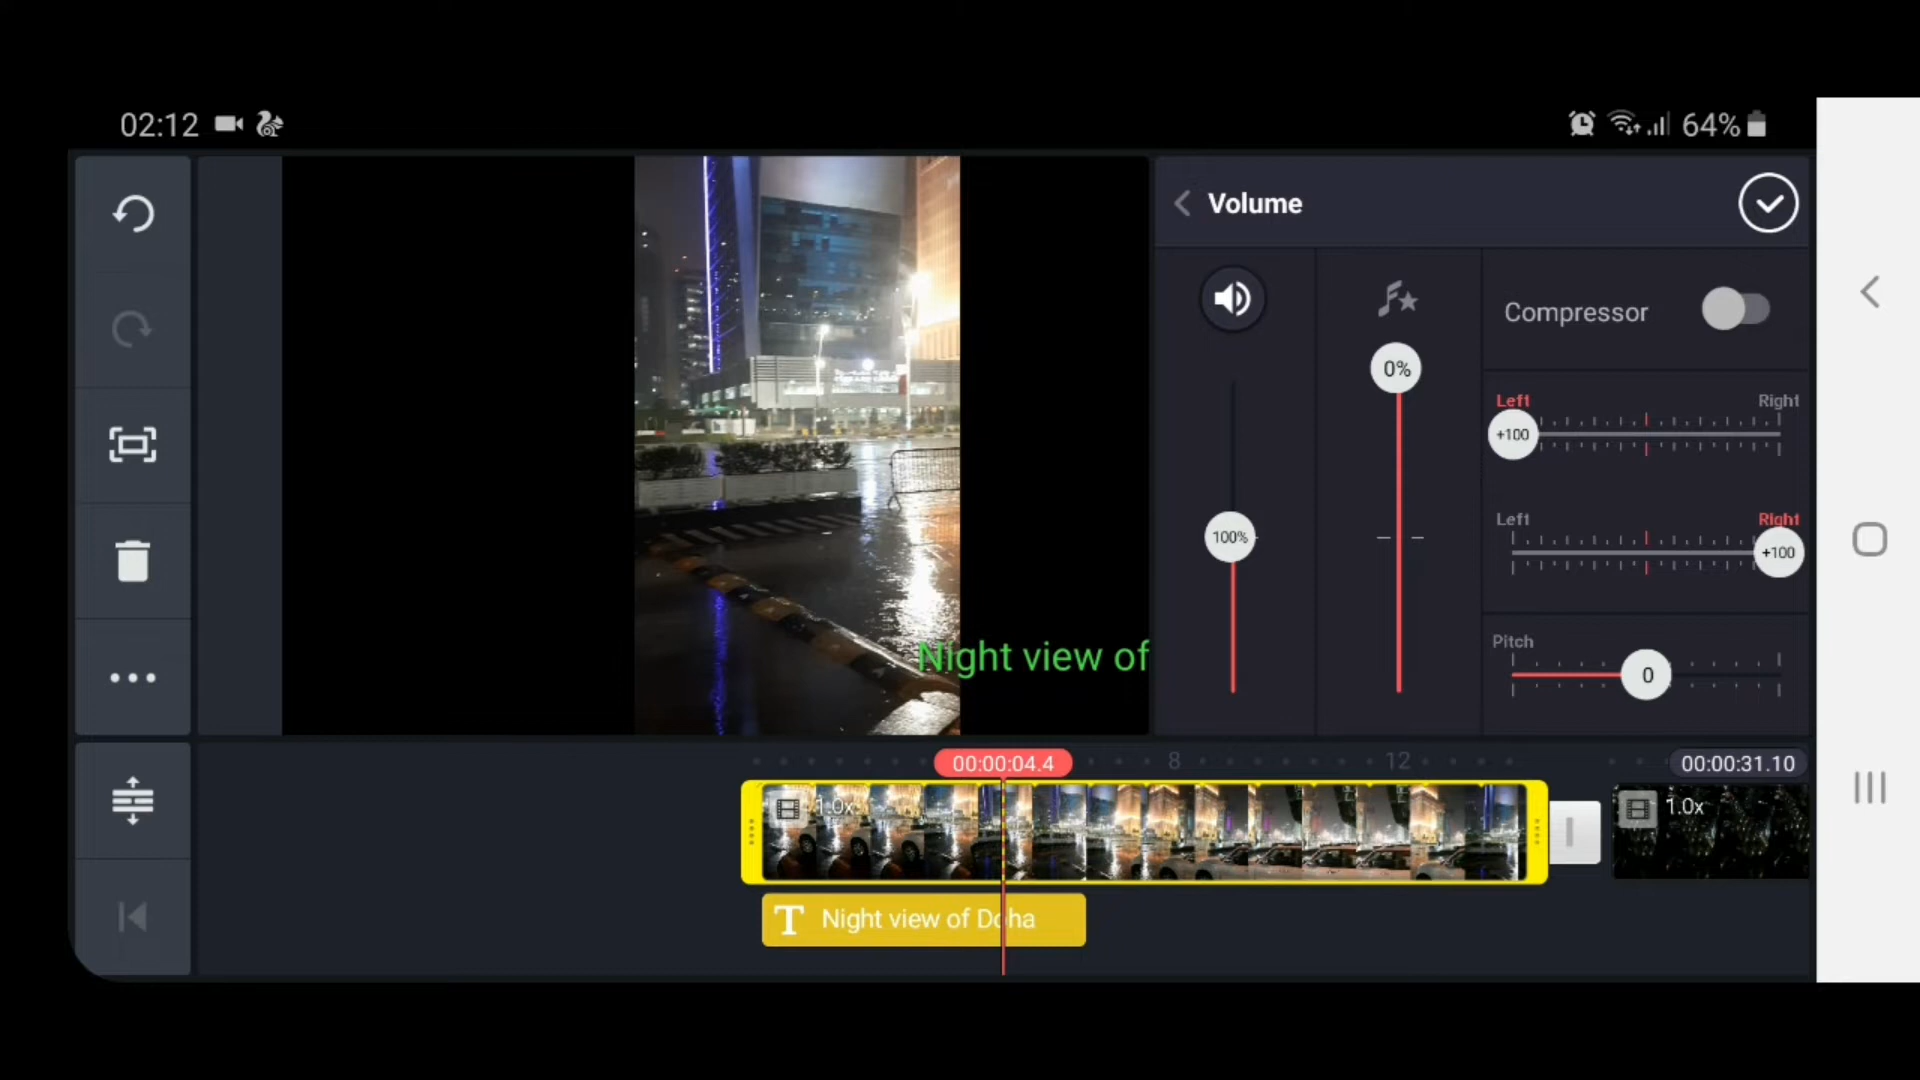 02:12
64%
Volume
Compressor
0%
Left
Right
+100
100%
Left
Right
+100
Night view of
Pitch
0
00:00:04.4
8
12
00:00:31.10
1.0x
1.0x
T Night view of Doha